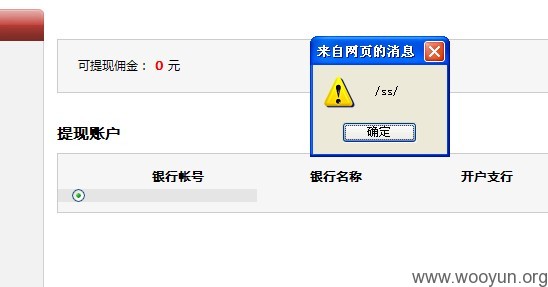 来自网页的消息
可提现佣金： 0 元
/ss/
确定
提现账户
银行帐号 银行名称 开户支行
www.wooyun.org